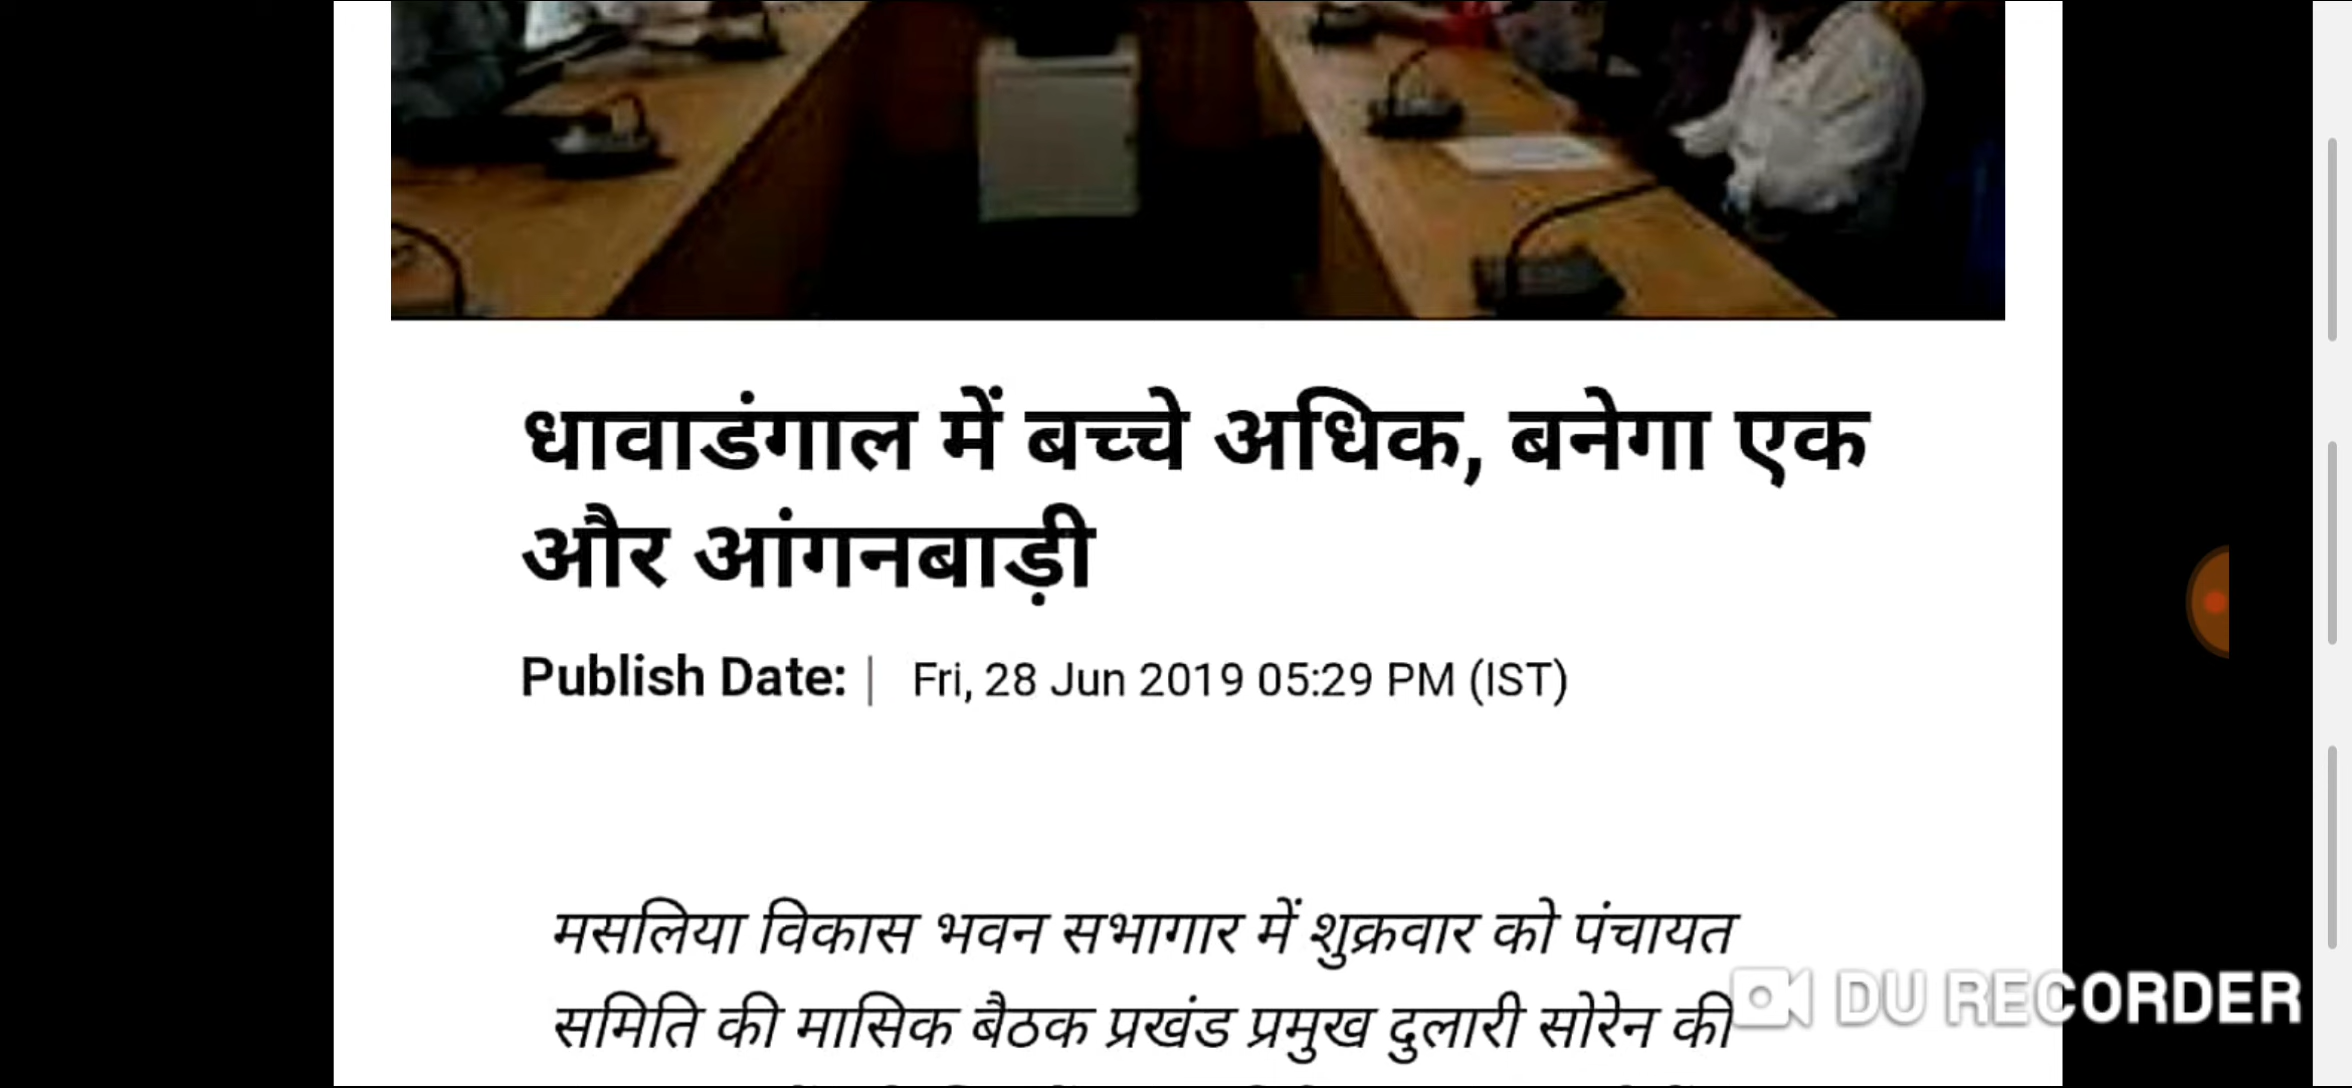 धावाडंगाल में बच्चे अधिक, बनेगा एक
और आंगनबाड़ी
Publish Date: | Fri, 28 Jun 2019 05:29 PM (IST)
मसलिया विकास भवन सभागार में शुक्रवार को पंचायत
समिति की मासिक बैठक प्रखंड प्रमुख दुलारी सोरेन की
DU RECORDER